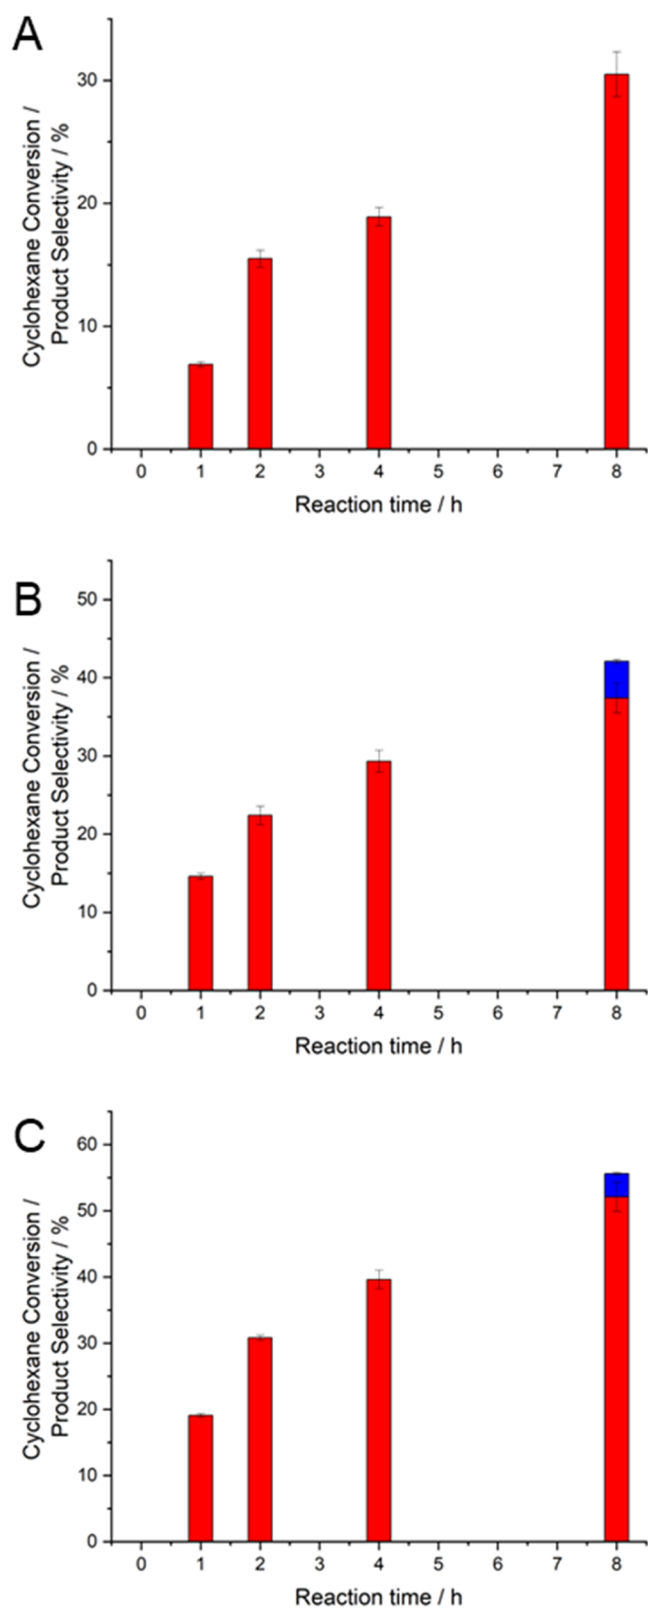 A
Cyclohexane Conversion /
Product Selectivity / %
30
20
10
0
0 1 2 3 4 5 6 7 8
Reaction time / h
B
Cyclohexane Conversion /
Product Selectivity / %
50
40
30
20
10
0
0 1 2 3 4 5 6 7 8
Reaction time / h
C
Cyclohexane Conversion /
Product Selectivity / %
60
50
40
30
20
10
0
0 1 2 3 4 5 6 7 8
Reaction time / h